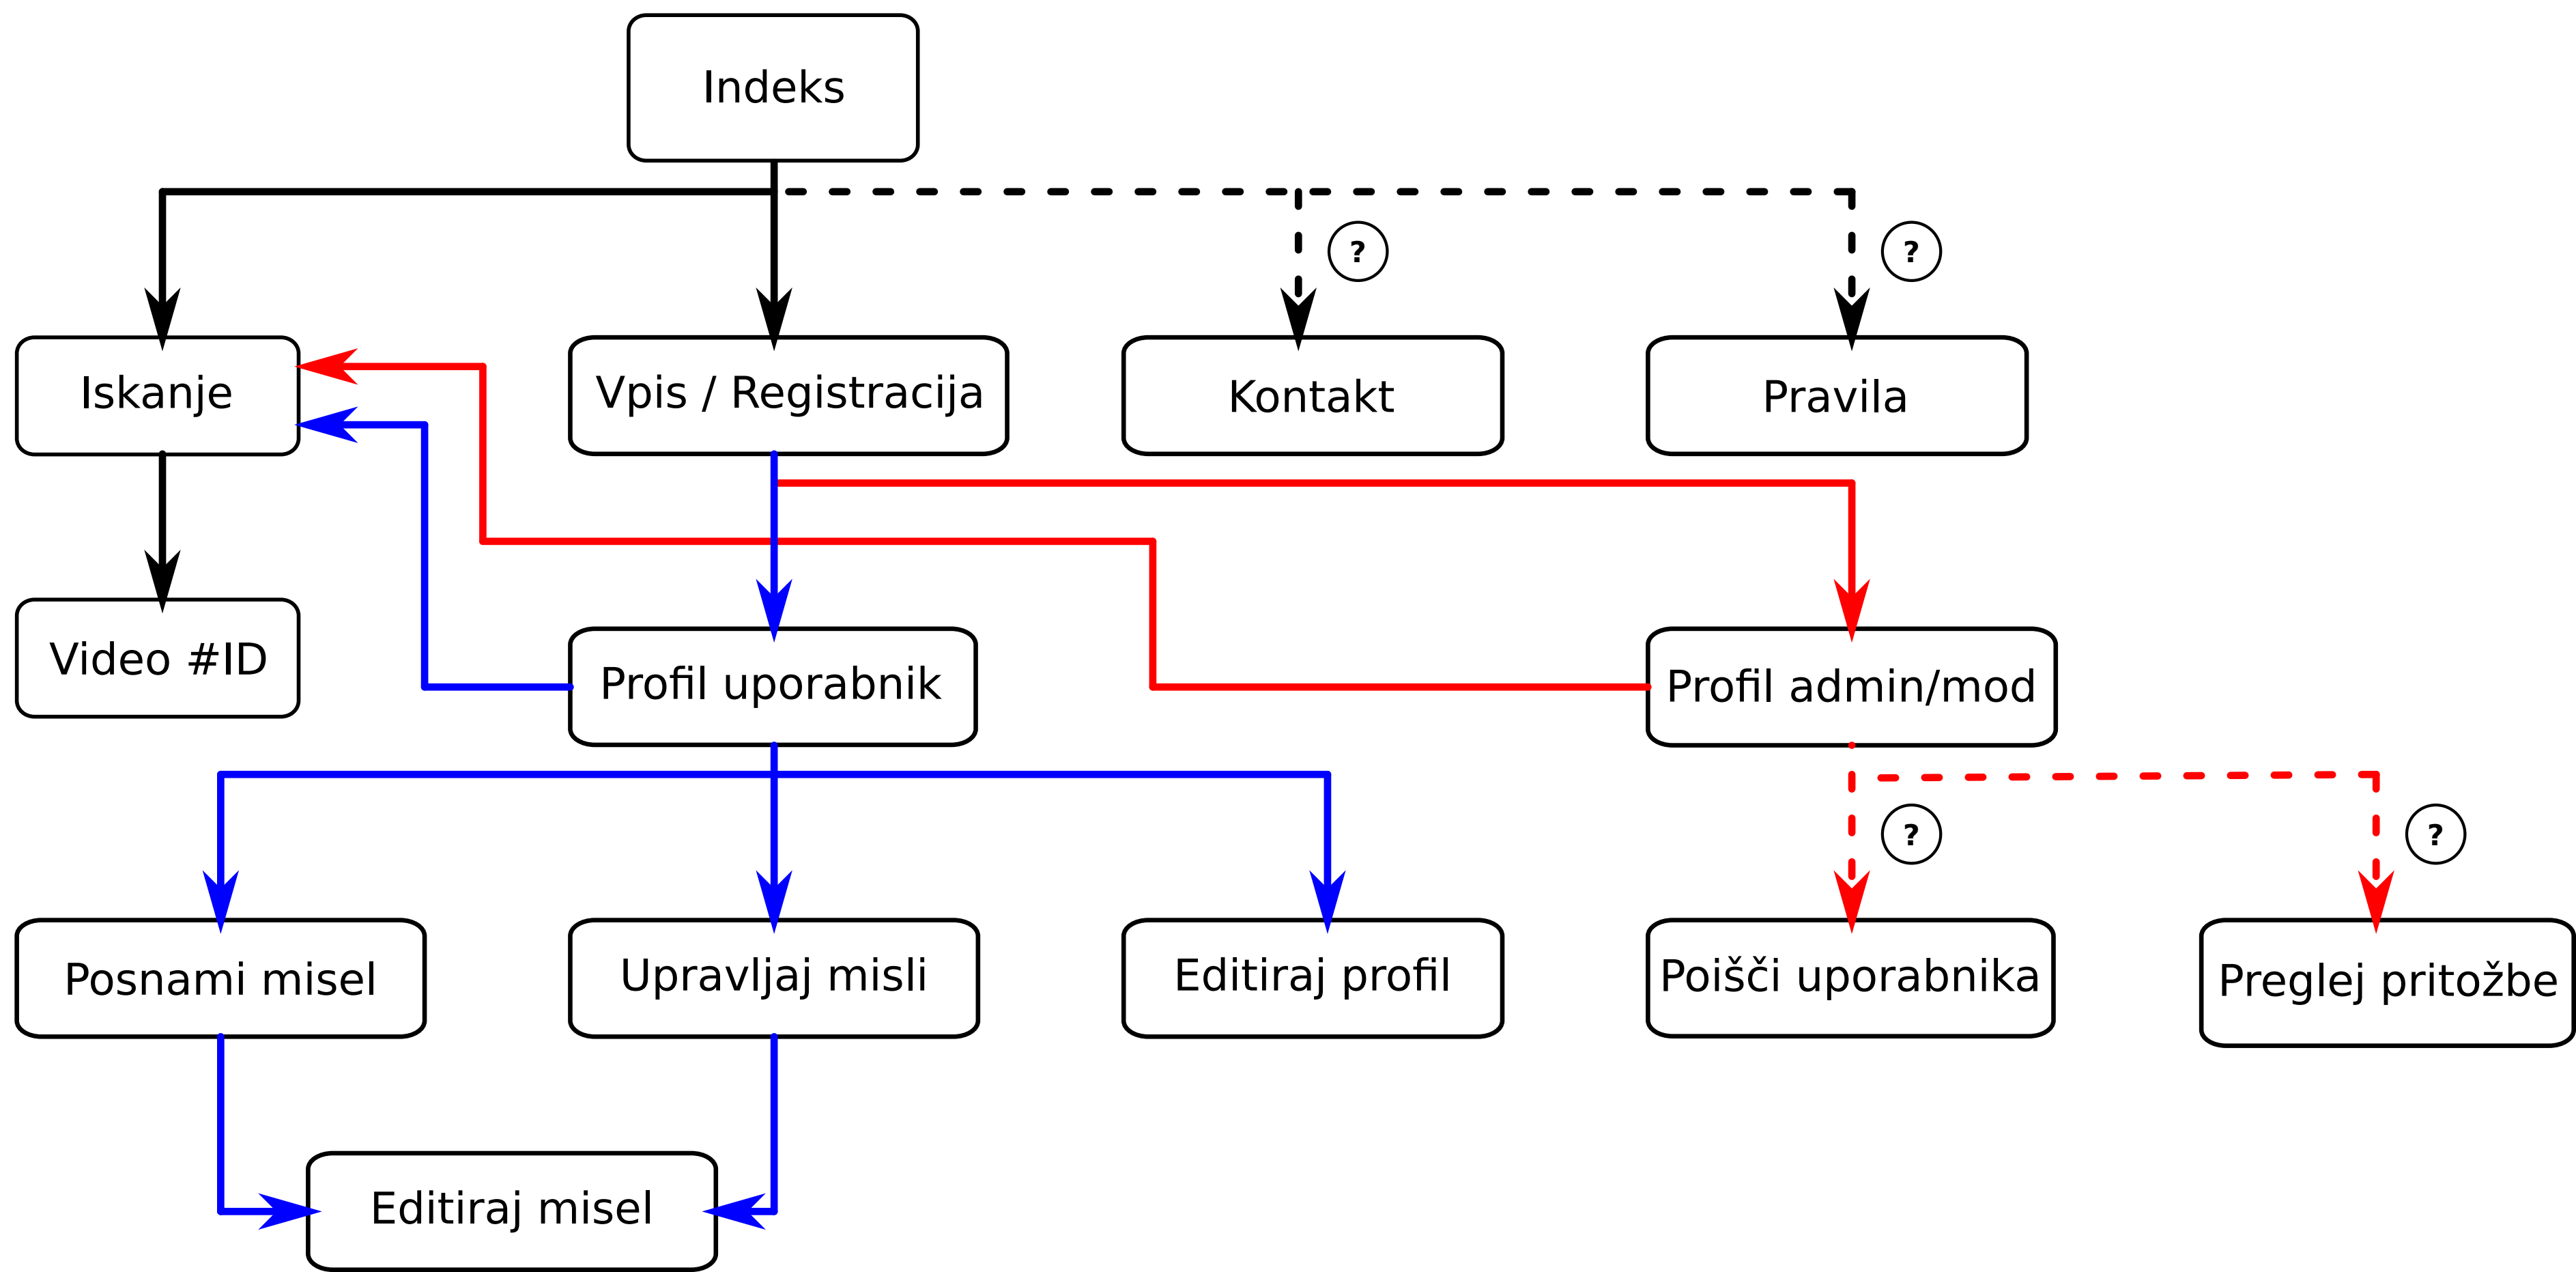 Indeks
?
?
Iskanje
Vpis / Registracija
Kontakt
Pravila
Video #ID
Profil uporabnik
Profil admin/mod
?
?
Posnami misel
Upravljaj misli
Editiraj profil
Poišči uporabnika
Preglej pritožbe
Editiraj misel